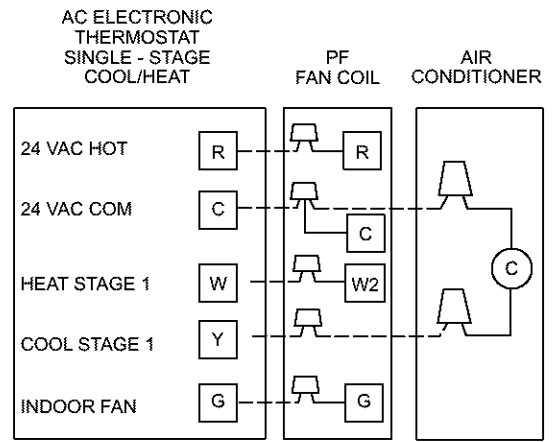 AC ELECTRONIC
THERMOSTAT
SINGLE - STAGE
COOL/HEAT
PF
FAN COIL
AIR
CONDITIONER
24 VAC HOT
R
R
24 VAC COM
C
C
C
HEAT STAGE 1
W
W2
COOL STAGE 1
Y
INDOOR FAN
G
G